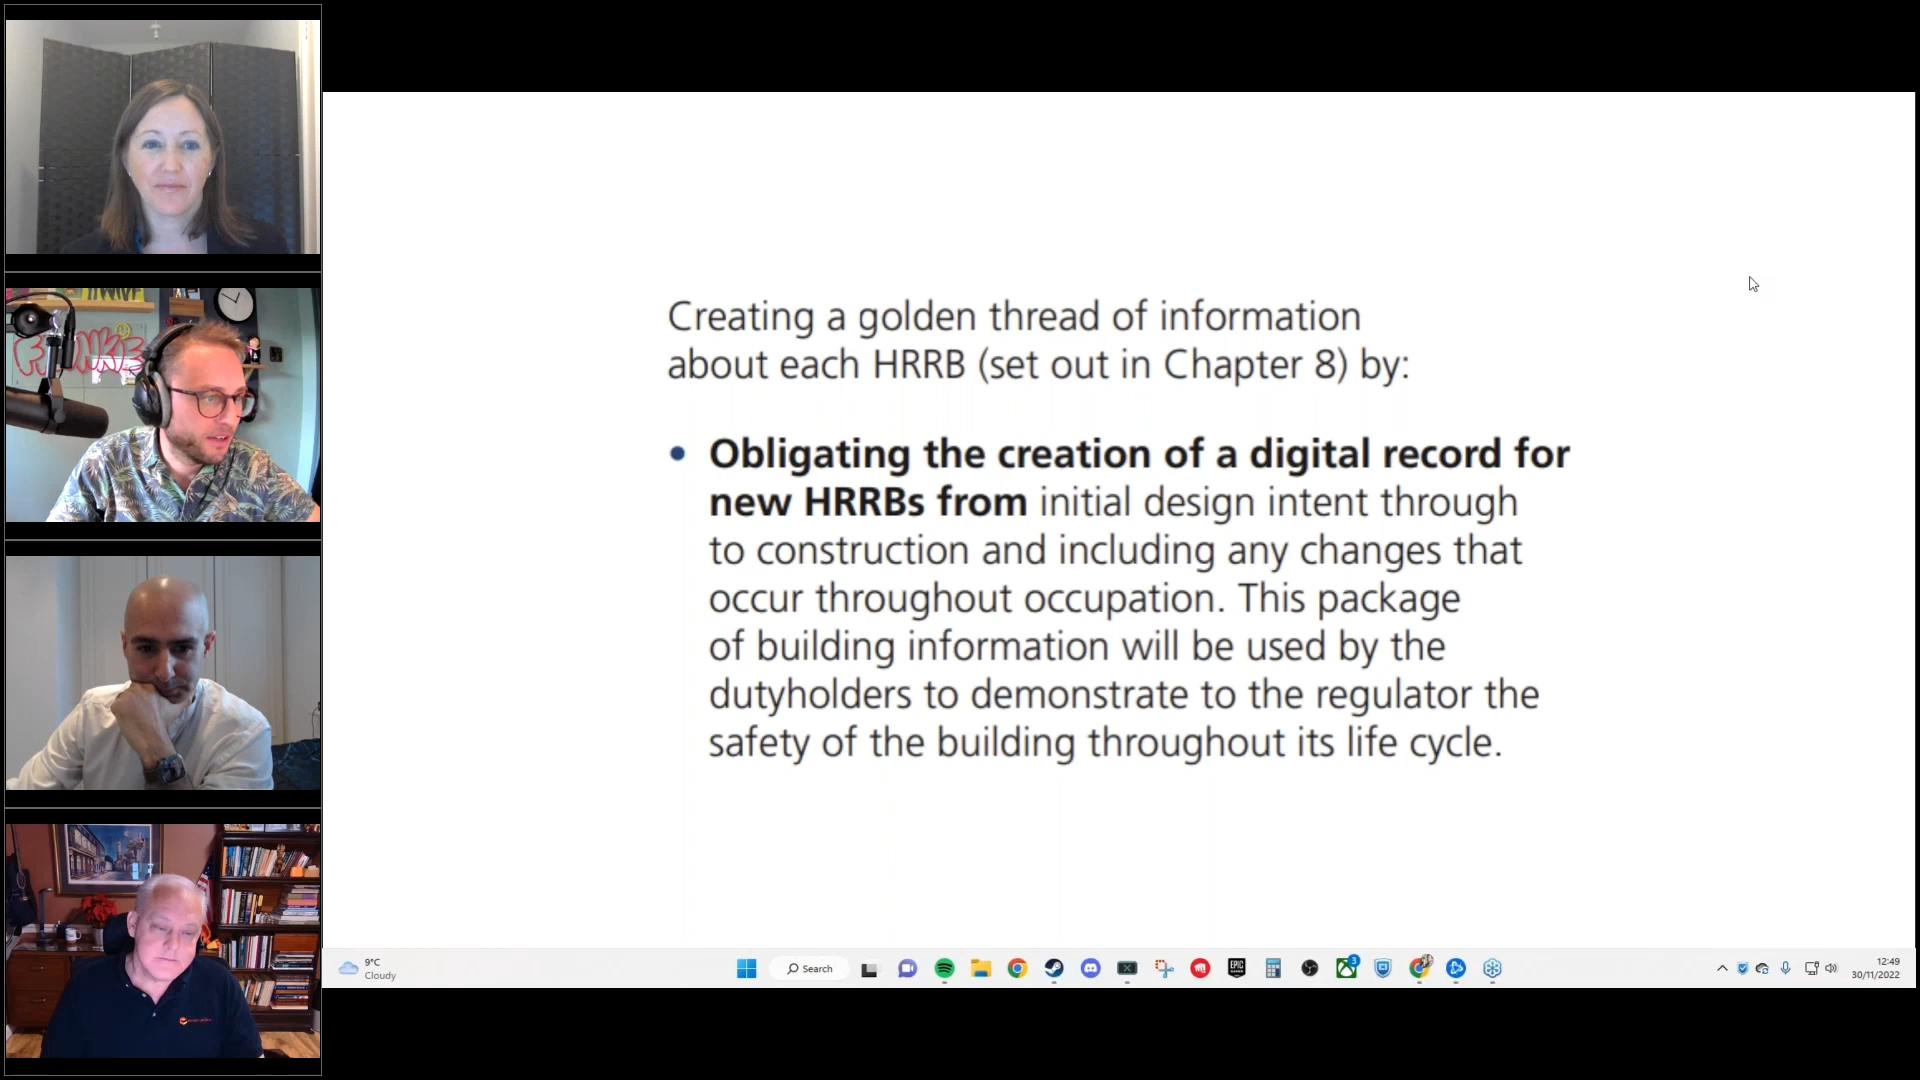 Creating a golden thread of information
about each HRRB (set out in Chapter 8) by:
• Obligating the creation of a digital record for
new HRRBs from initial design intent through
to construction and including any changes that
occur throughout occupation. This package
of building information will be used by the
dutyholders to demonstrate to the regulator the
safety of the building throughout its life cycle.
9°C
Cloudy
Search
EPIC
GAMES
3
12:49
30/11/2022